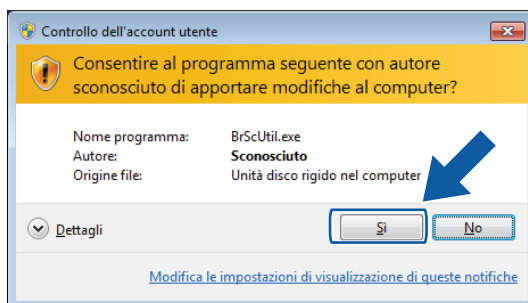 Controllo dell'account utente
Consentire al programma seguente con autore
sconosciuto di apportare modifiche al computer?
Nome programma: BrScUtil.exe
Autore: Sconosciuto
Origine file: Unità disco rigido nel computer
Dettagli
Sì
No
Modifica le impostazioni di visualizzazione di queste notifiche